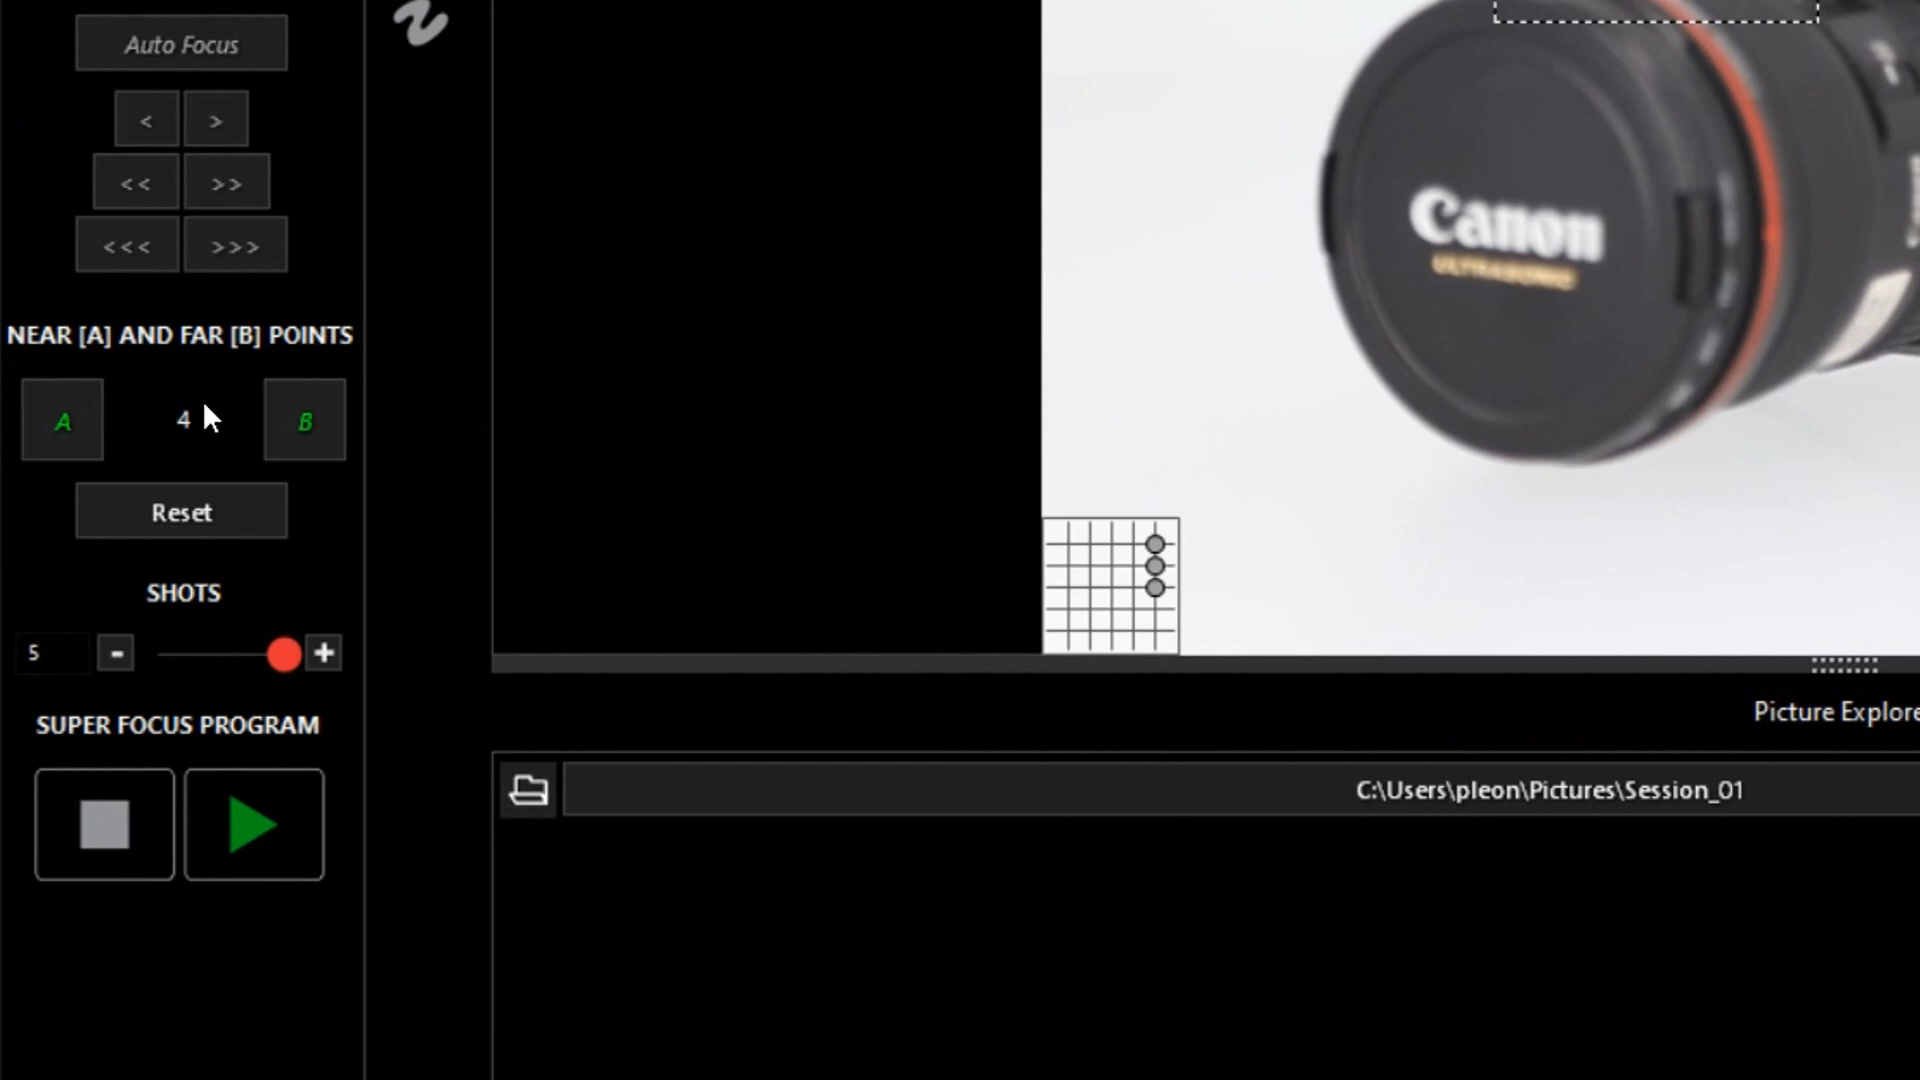 Auto Focus
< >
<< >>
<<< >>>
NEAR [A] AND FAR [B] POINTS
A 4 B
Reset
SHOTS
5 - +
SUPER FOCUS PROGRAM
Canon
ULTRASONIC
Picture Explore
C:\Users\pleon\Pictures\Session_01